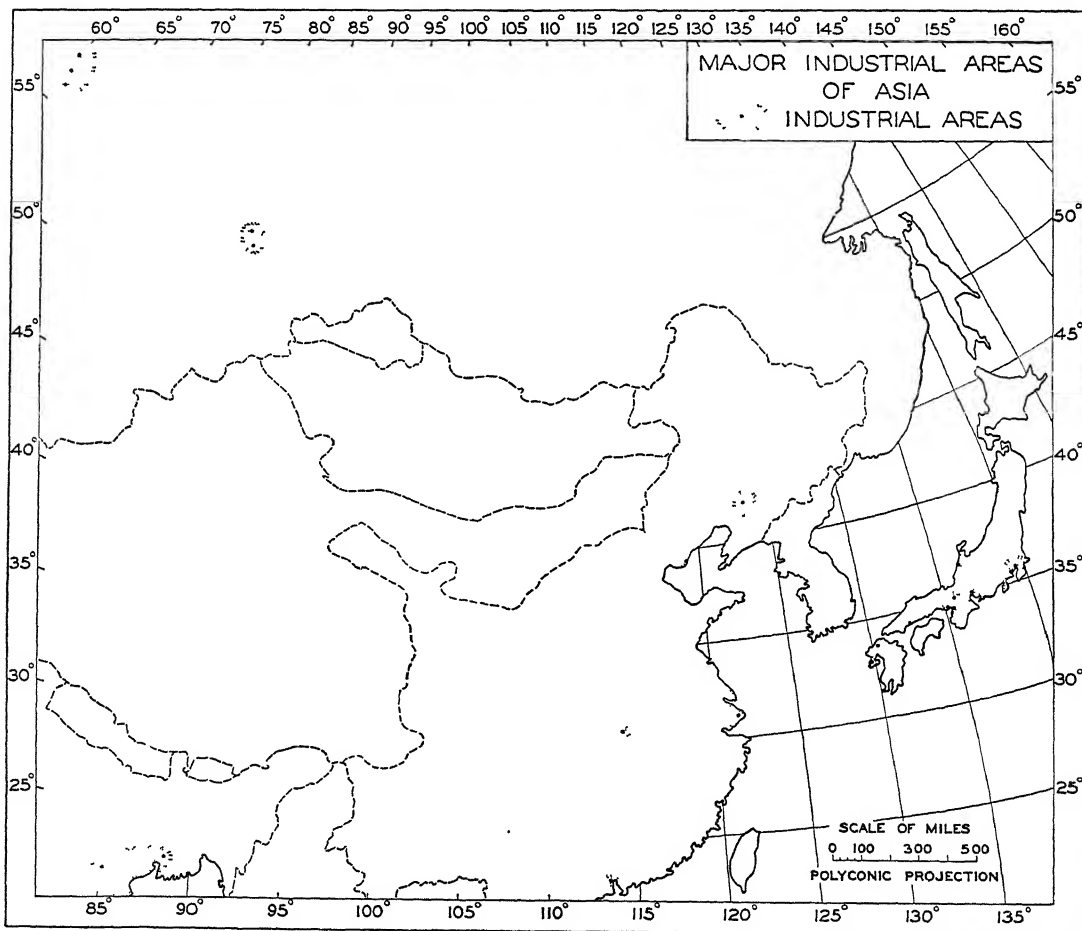 60° 65° 70° 75° 80° 85° 90° 95° 100° 105° 110° 115° 120° 125° 130° 135° 140° 145° 150° 155° 160°
MAJOR INDUSTRIAL AREAS
OF ASIA
INDUSTRIAL AREAS
55° 55°
50° 50°
45° 45°
40° 40°
35° 35°
30° 30°
25° 25°
SCALE OF MILES
0 100 300 500
POLYCONIC PROJECTION
85° 90° 95° 100° 105° 110° 115° 120° 125° 130° 135°